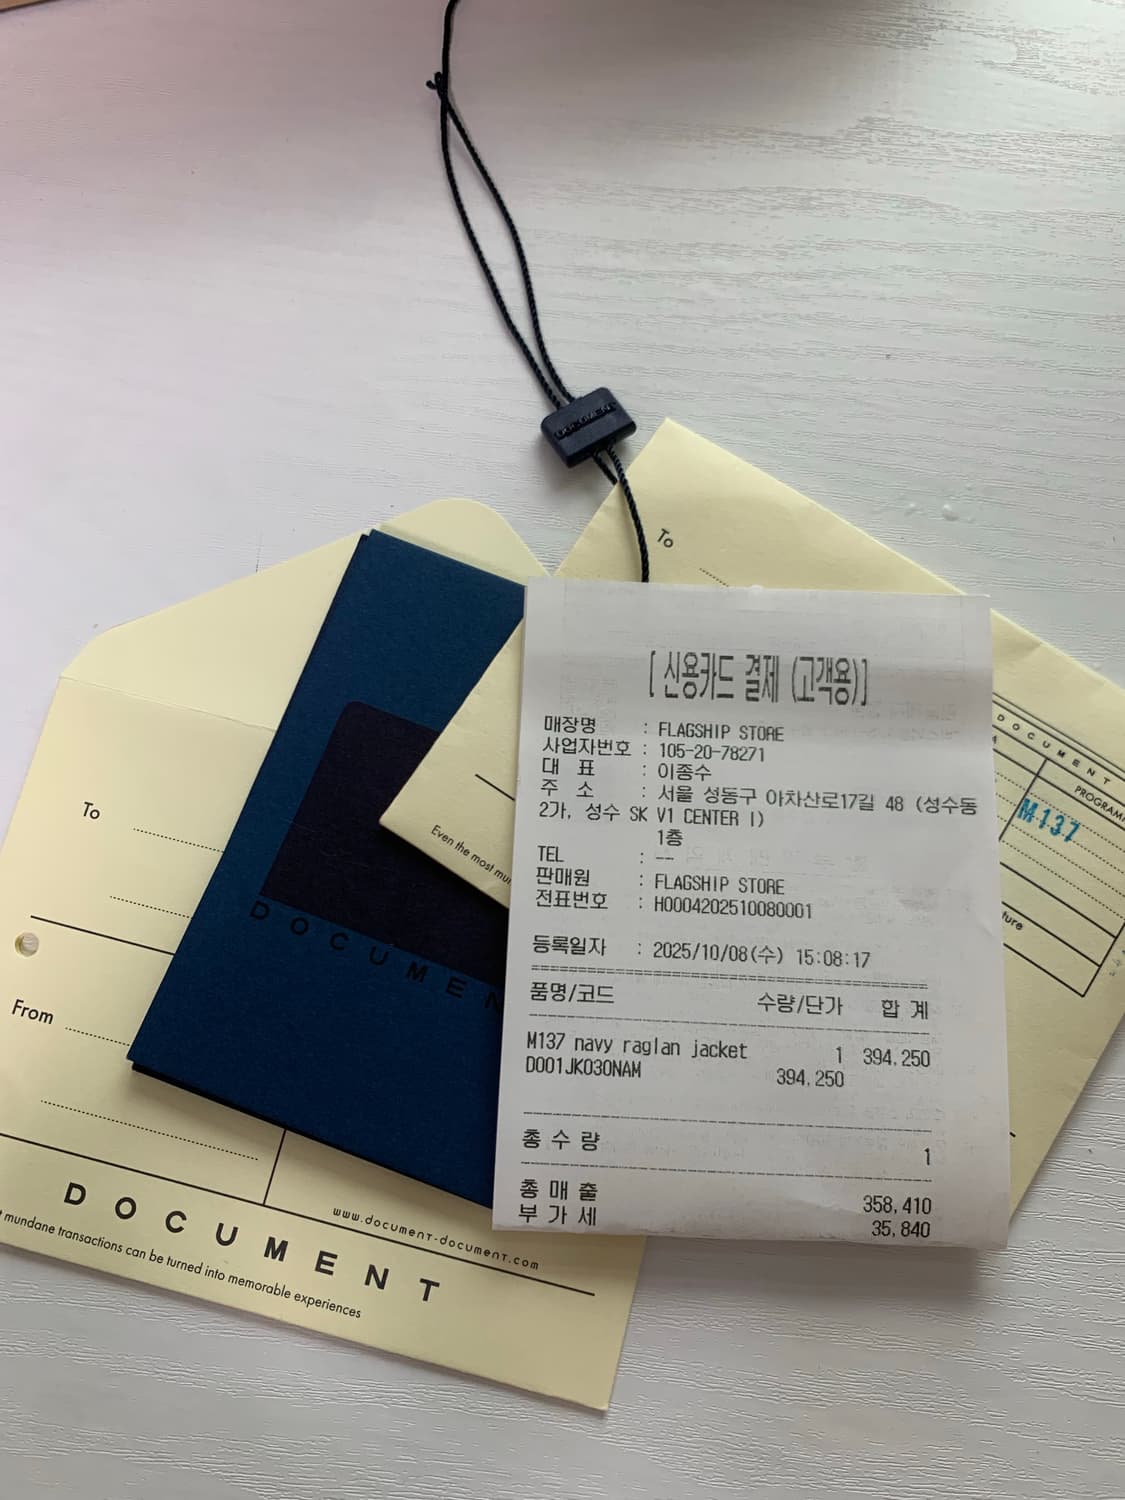 DOCUMENT
To
[ 신용카드 결제 (고객용)]
매장명 : FLAGSHIP STORE
사업자번호 : 105-20-78271
대 표 : 이종수
주 소 : 서울 성동구 아차산로17길 48 (성수동
2가, 성수 SK V1 CENTER I)
1층
TEL : --
판매원 : FLAGSHIP STORE
전표번호 : H0004202510080001
등록일자 : 2025/10/08(수) 15:08:17
품명/코드 수량/단가 합 계
M137 navy raglan jacket 1 394,250
D001JK030NAM 394,250
총 수 량 1
총 매 출 358,410
부 가 세 35,840
DOCUMENT
PROGRAM
M137
ture
Even the most mun
DOCUMEN
To
From
www.document-document.com
DOCUMENT
mundane transactions can be turned into memorable experiences